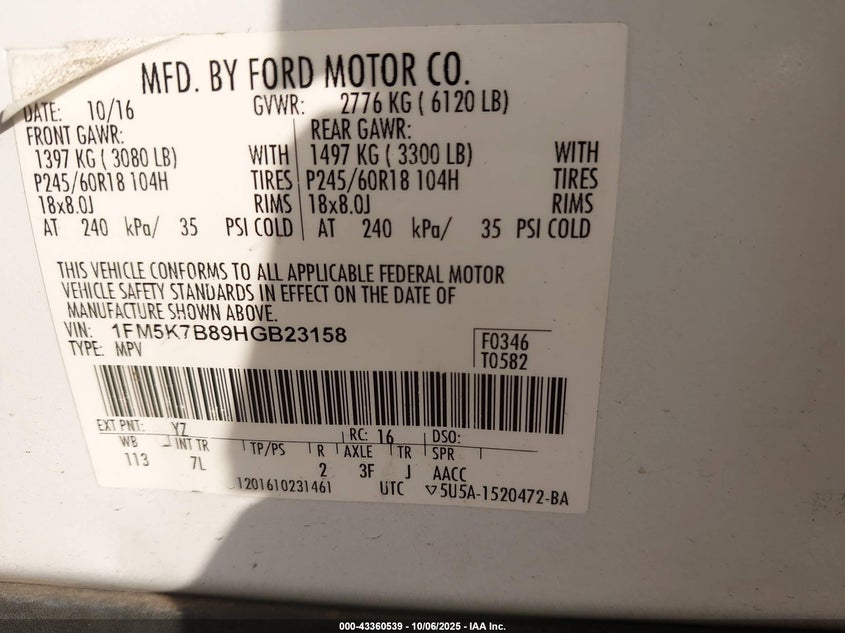 MFD. BY FORD MOTOR CO.
DATE: 10/16 GVWR: 2776 KG ( 6120 LB)
FRONT GAWR: REAR GAWR:
1397 KG ( 3080 LB) WITH 1497 KG ( 3300 LB) WITH
P245/60R18 104H TIRES P245/60R18 104H TIRES
18x8.0J RIMS 18x8.0J RIMS
AT 240 kPa/ 35 PSI COLD AT 240 kPa/ 35 PSI COLD
THIS VEHICLE CONFORMS TO ALL APPLICABLE FEDERAL MOTOR
VEHICLE SAFETY STANDARDS IN EFFECT ON THE DATE OF
MANUFACTURE SHOWN ABOVE.
VIN: 1FM5K7B89HGB23158
TYPE: MPV
F0346
T0582
EXT PNT: YZ RC: 16 DSO:
WB INT TR TP/PS R AXLE TR SPR
113 7L 2 3F J AACC
1201610231461 UTC ▽5U5A-1520472-BA
000-43360539 - 10/06/2025 - IAA Inc.